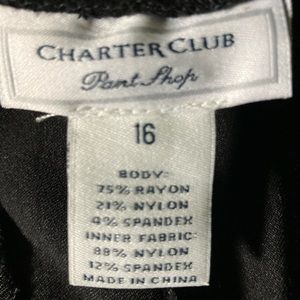 CHARTER CLUB
Pant Shop
16
BODY:
75% RAYON
21% NYLON
4% SPANDEX
INNER FABRIC:
88% NYLON
12% SPANDEX
MADE IN CHINA